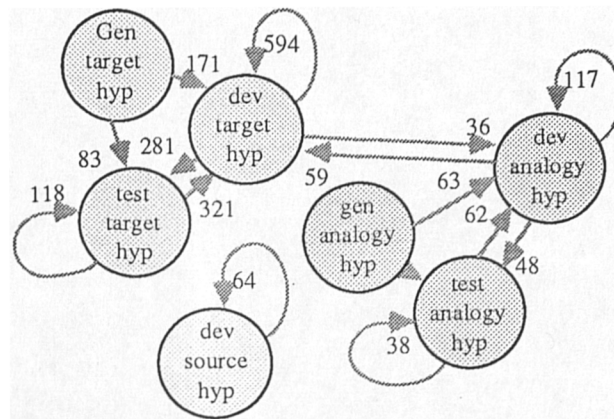 Gen
target
hyp
171
594
dev
target
hyp
117
dev
analogy
hyp
36
83
281
59
63
118
test
target
hyp
321
gen
analogy
hyp
62
48
64
dev
source
hyp
test
analogy
hyp
38